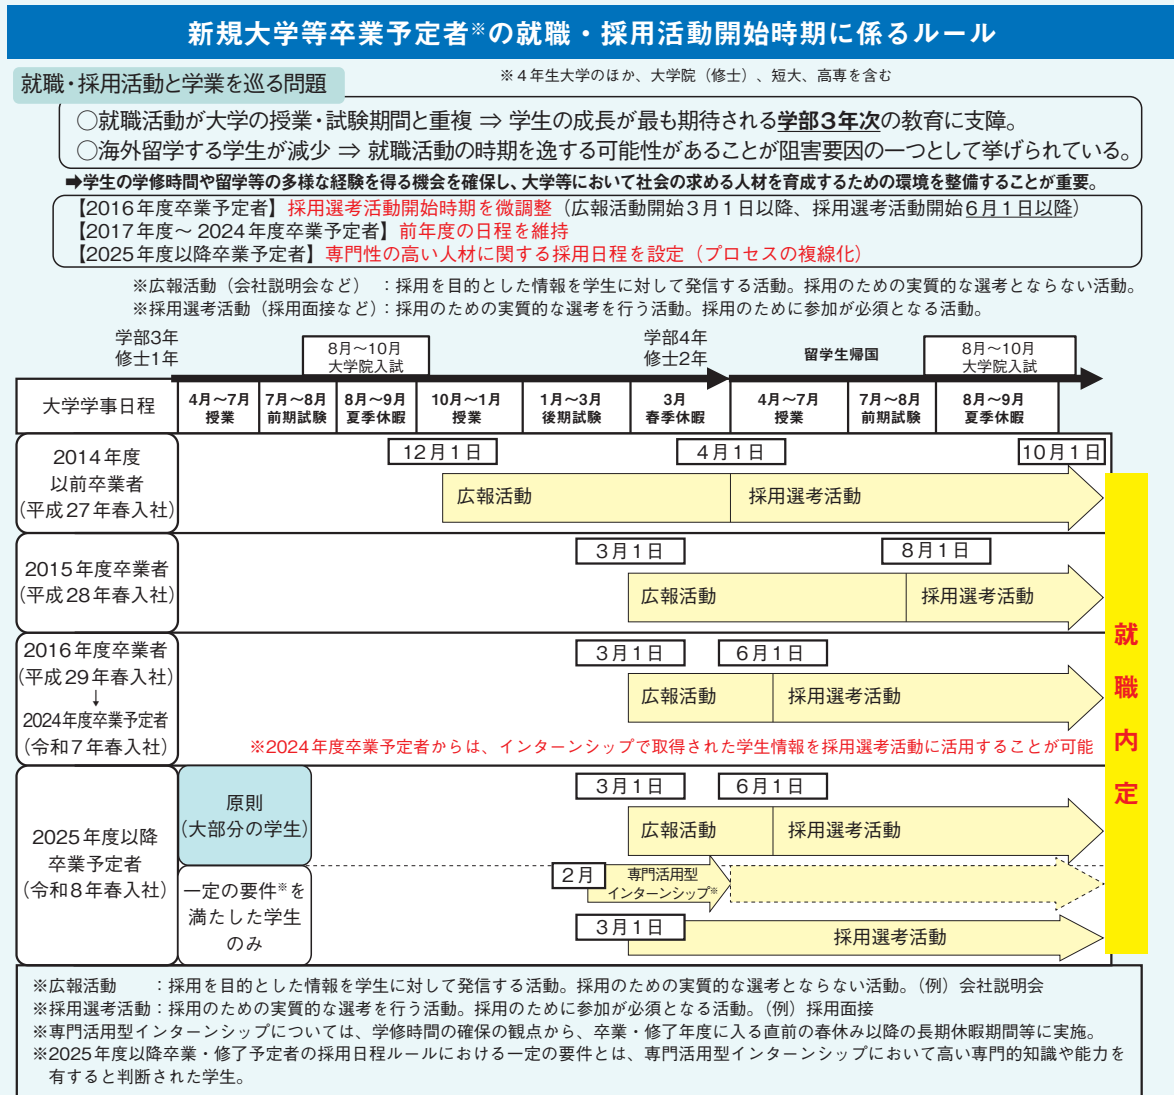 新規大学等卒業予定者※の就職・採用活動開始時期に係るルール
就職・採用活動と学業を巡る問題
※４年生大学のほか、大学院（修士）、短大、高専を含む
○就職活動が大学の授業・試験期間と重複 ⇒ 学生の成長が最も期待される学部３年次の教育に支障。
○海外留学する学生が減少 ⇒ 就職活動の時期を逸する可能性があることが阻害要因の一つとして挙げられている。
➡学生の学修時間や留学等の多様な経験を得る機会を確保し、大学等において社会の求める人材を育成するための環境を整備することが重要。
【2016年度卒業予定者】採用選考活動開始時期を微調整（広報活動開始３月１日以降、採用選考活動開始６月１日以降）
【2017年度～2024年度卒業予定者】前年度の日程を維持
【2025年度以降卒業予定者】専門性の高い人材に関する採用日程を設定（プロセスの複線化）
※広報活動（会社説明会など）：採用を目的とした情報を学生に対して発信する活動。採用のための実質的な選考とならない活動。
※採用選考活動（採用面接など）：採用のための実質的な選考を行う活動。採用のために参加が必須となる活動。
学部3年
修士1年
8月～10月
大学院入試
学部4年
修士2年
留学生帰国
8月～10月
大学院入試
大学学事日程
4月～7月
授業
7月～8月
前期試験
8月～9月
夏季休暇
10月～1月
授業
1月～3月
後期試験
3月
春季休暇
4月～7月
授業
7月～8月
前期試験
8月～9月
夏季休暇
2014年度
以前卒業者
（平成27年春入社）
12月1日
4月1日
10月1日
広報活動
採用選考活動
2015年度卒業者
（平成28年春入社）
3月1日
8月1日
広報活動
採用選考活動
2016年度卒業者
（平成29年春入社）
↓
2024年度卒業予定者
（令和7年春入社）
3月1日
6月1日
広報活動
採用選考活動
※2024年度卒業予定者からは、インターンシップで取得された学生情報を採用選考活動に活用することが可能
2025年度以降
卒業予定者
（令和8年春入社）
原則
（大部分の学生）
3月1日
6月1日
広報活動
採用選考活動
一定の要件※を
満たした学生
のみ
2月
専門活用型
インターンシップ※
3月1日
採用選考活動
就職内定
※広報活動　　：採用を目的とした情報を学生に対して発信する活動。採用のための実質的な選考とならない活動。（例）会社説明会
※採用選考活動：採用のための実質的な選考を行う活動。採用のために参加が必須となる活動。（例）採用面接
※専門活用型インターンシップについては、学修時間の確保の観点から、卒業・修了年度に入る直前の春休み以降の長期休暇期間等に実施。
※2025年度以降卒業・修了予定者の採用日程ルールにおける一定の要件とは、専門活用型インターンシップにおいて高い専門的知識や能力を
有すると判断された学生。